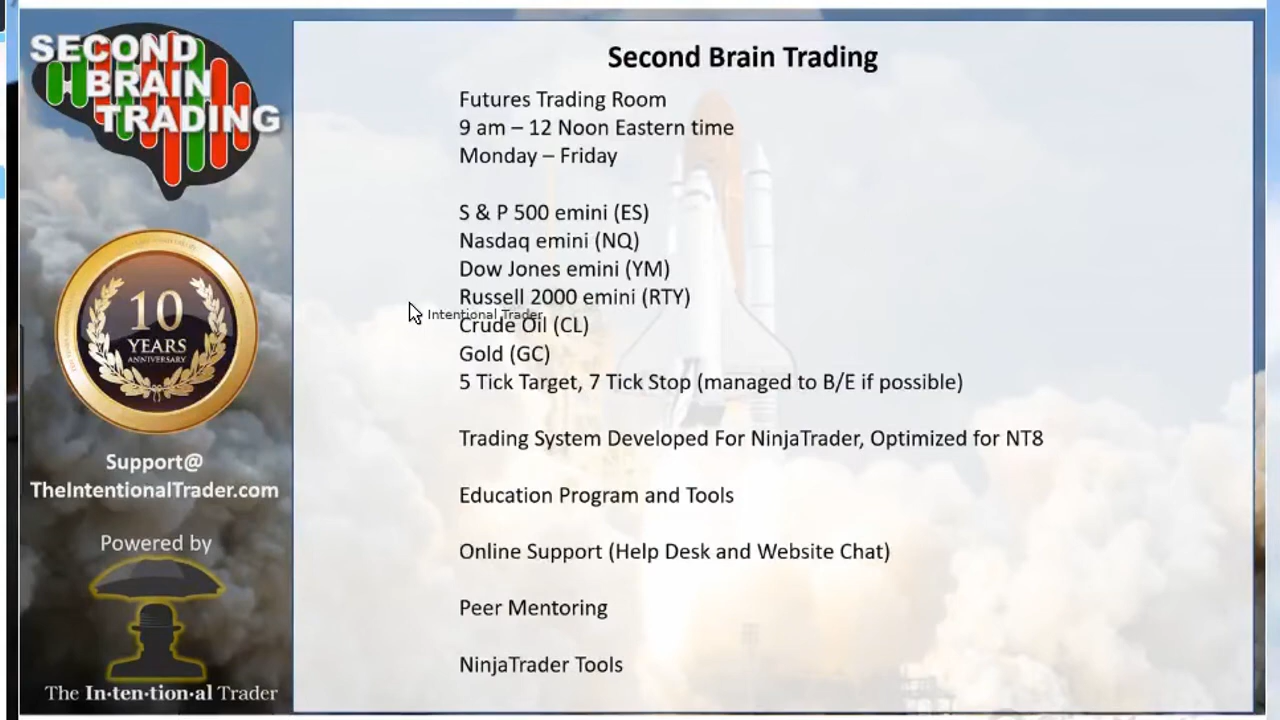 SECOND
BRAIN
TRADING
10
YEARS
ANNIVERSARY
Support@
TheIntentionalTrader.com
Powered by
The In·ten·tion·al Trader
Second Brain Trading
Futures Trading Room
9 am – 12 Noon Eastern time
Monday – Friday
S & P 500 emini (ES)
Nasdaq emini (NQ)
Dow Jones emini (YM)
Russell 2000 emini (RTY)
Intentional Trader
Crude Oil (CL)
Gold (GC)
5 Tick Target, 7 Tick Stop (managed to B/E if possible)
Trading System Developed For NinjaTrader, Optimized for NT8
Education Program and Tools
Online Support (Help Desk and Website Chat)
Peer Mentoring
NinjaTrader Tools